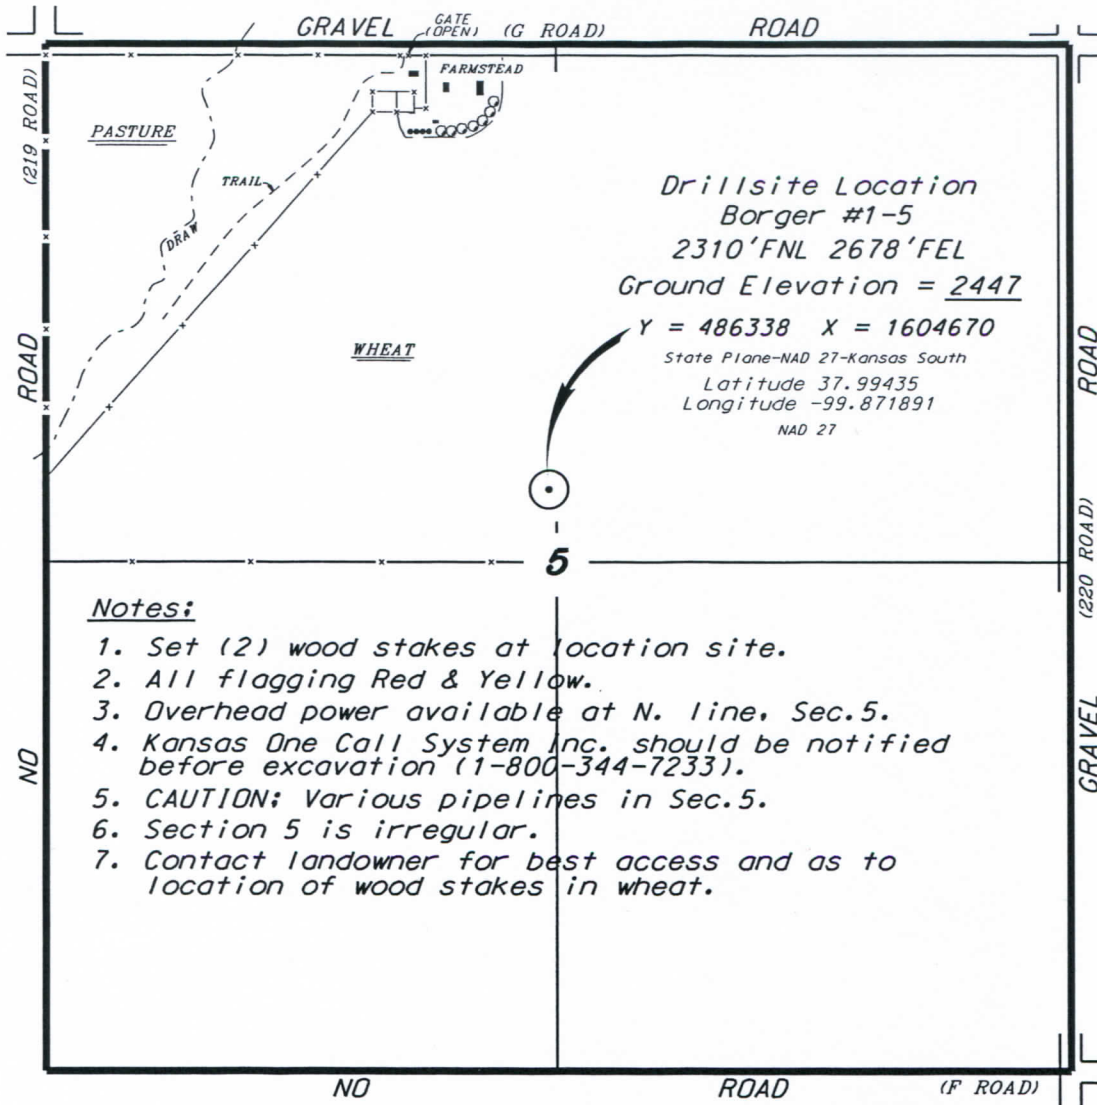 GRAVEL
GATE
(OPEN)
(G ROAD)
ROAD
(219 ROAD)
PASTURE
FARMSTEAD
TRAIL
DRAW
Drillsite Location
Borger #1-5
2310'FNL 2678'FEL
Ground Elevation = 2447
Y = 486338 X = 1604670
State Plane-NAD 27-Kansas South
Latitude 37.99435
Longitude -99.871891
NAD 27
WHEAT
ROAD
ROAD
5
(220 ROAD)
Notes:
1. Set (2) wood stakes at location site.
2. All flagging Red & Yellow.
3. Overhead power available at N. line, Sec.5.
4. Kansas One Call System Inc. should be notified
before excavation (1-800-344-7233).
5. CAUTION: Various pipelines in Sec.5.
6. Section 5 is irregular.
7. Contact landowner for best access and as to
location of wood stakes in wheat.
NO
GRAVEL
NO
ROAD
(F ROAD)